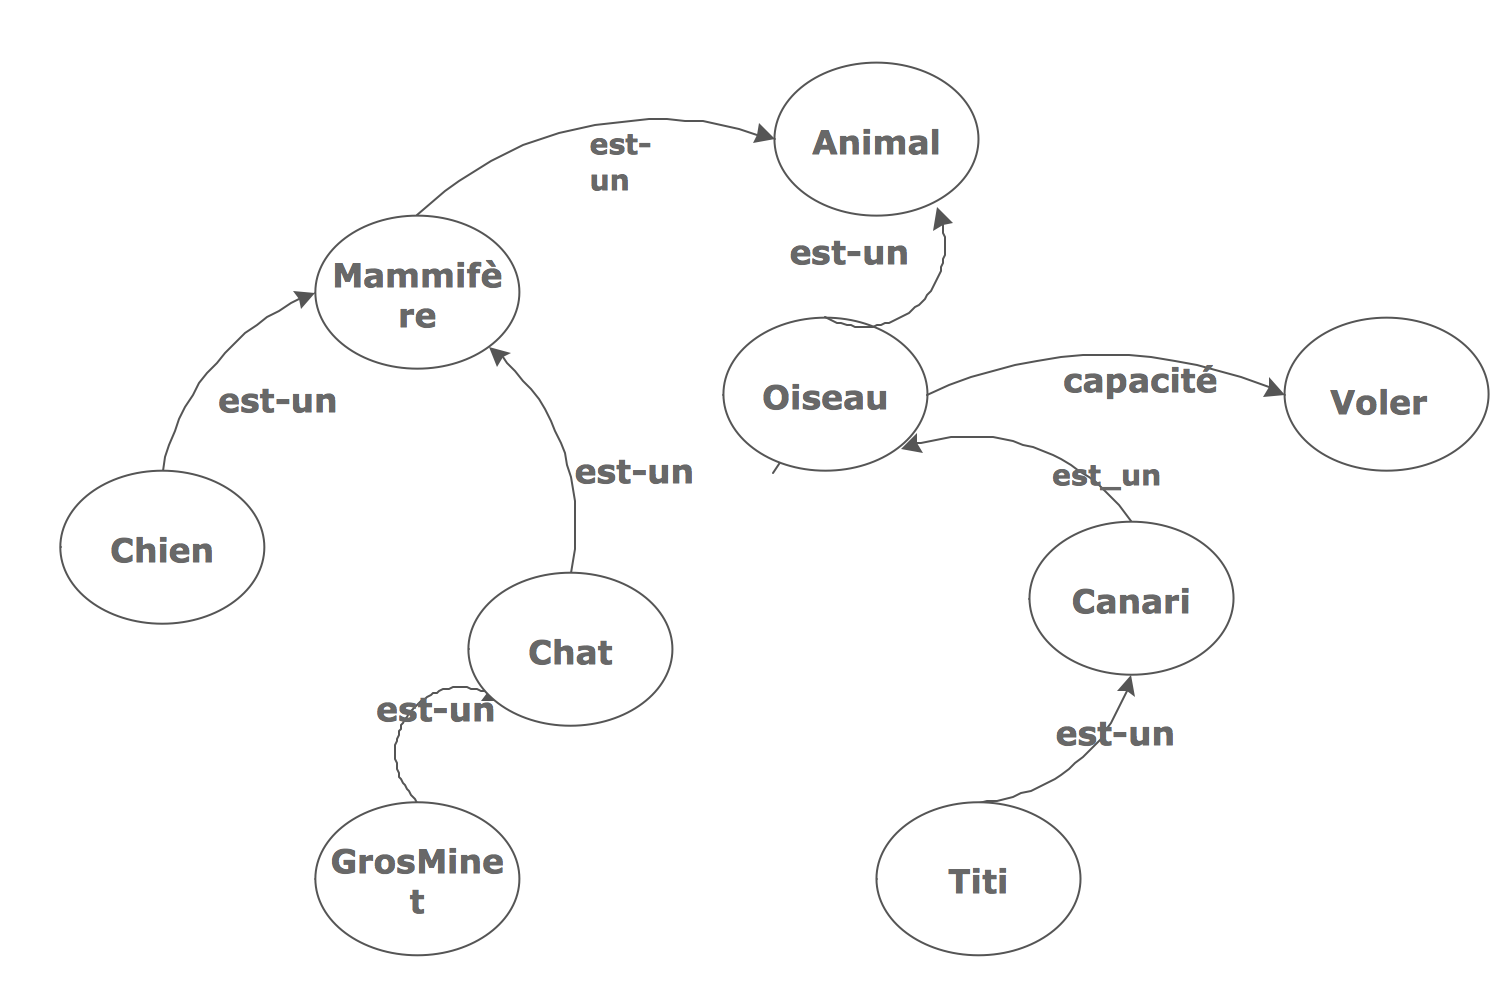 Animal
est-
un
est-un
Mammifè
re
est-un
Oiseau
capacité
Voler
est-un
est_un
Chien
Canari
Chat
est-un
est-un
GrosMine
t
Titi